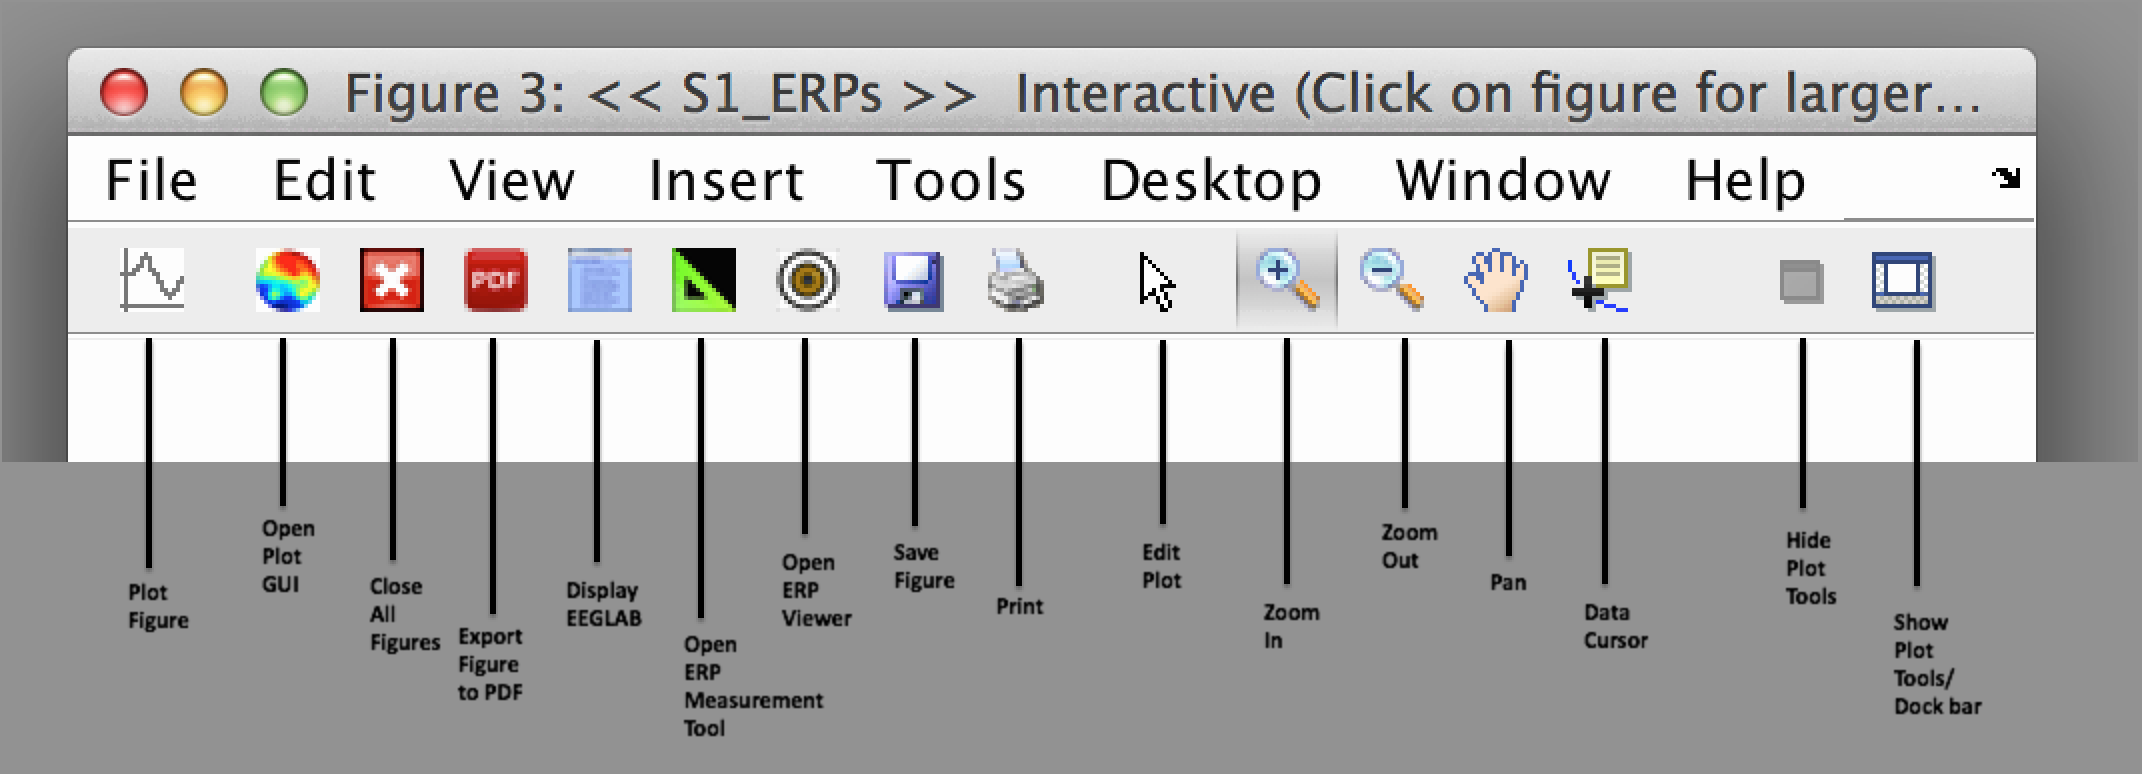 Figure 3: << S1_ERPs >> Interactive (Click on figure for larger...
File Edit View Insert Tools Desktop Window Help
PDF
Plot
Figure
Open
Plot
GUI
Close
All
Figures
Export
Figure
to PDF
Display
EEGLAB
Open
ERP
Measurement
Tool
Open
ERP
Viewer
Save
Figure
Print
Edit
Plot
Zoom
In
Zoom
Out
Pan
Data
Cursor
Hide
Plot
Tools
Show
Plot
Tools/
Dock bar